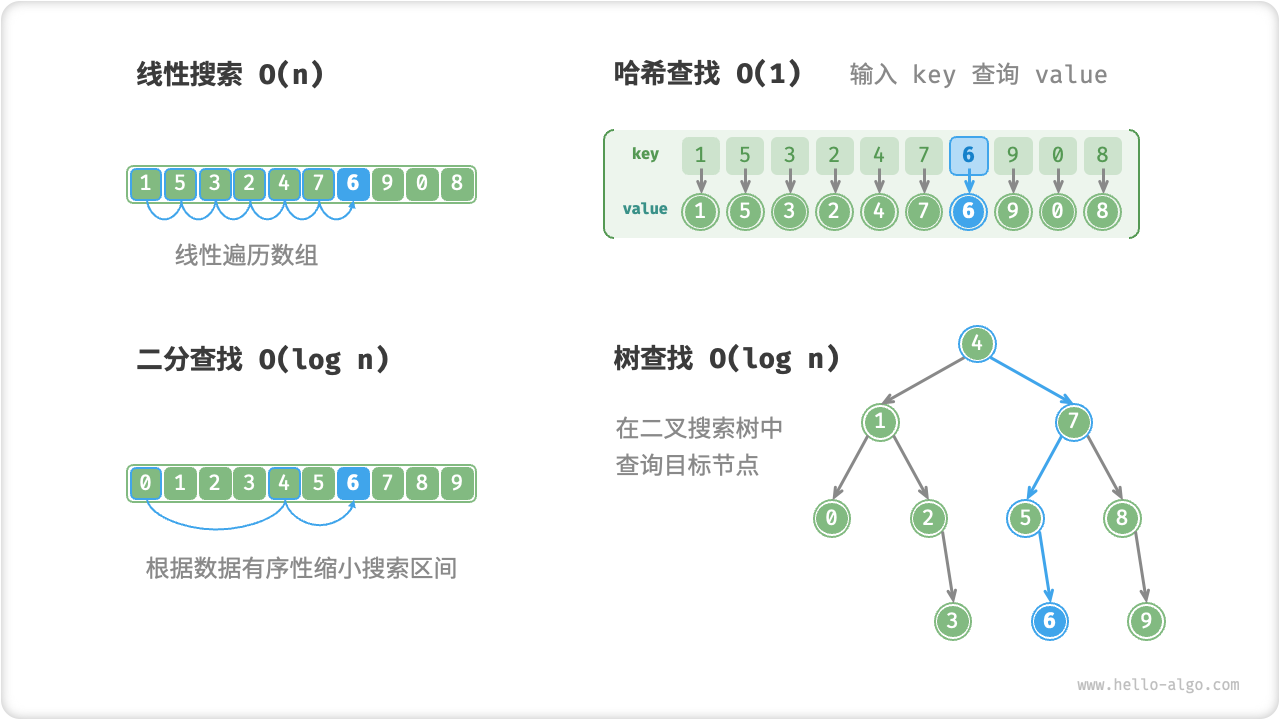 线性搜索 O(n)
1 5 3 2 4 7 6 9 0 8
线性遍历数组
哈希查找 O(1) 输入 key 查询 value
key 1 5 3 2 4 7 6 9 0 8
value 1 5 3 2 4 7 6 9 0 8
二分查找 O(log n)
0 1 2 3 4 5 6 7 8 9
根据数据有序性缩小搜索区间
树查找 O(log n)
在二叉搜索树中
查询目标节点
4
1 7
0 2 5 8
3 6 9
www.hello-algo.com